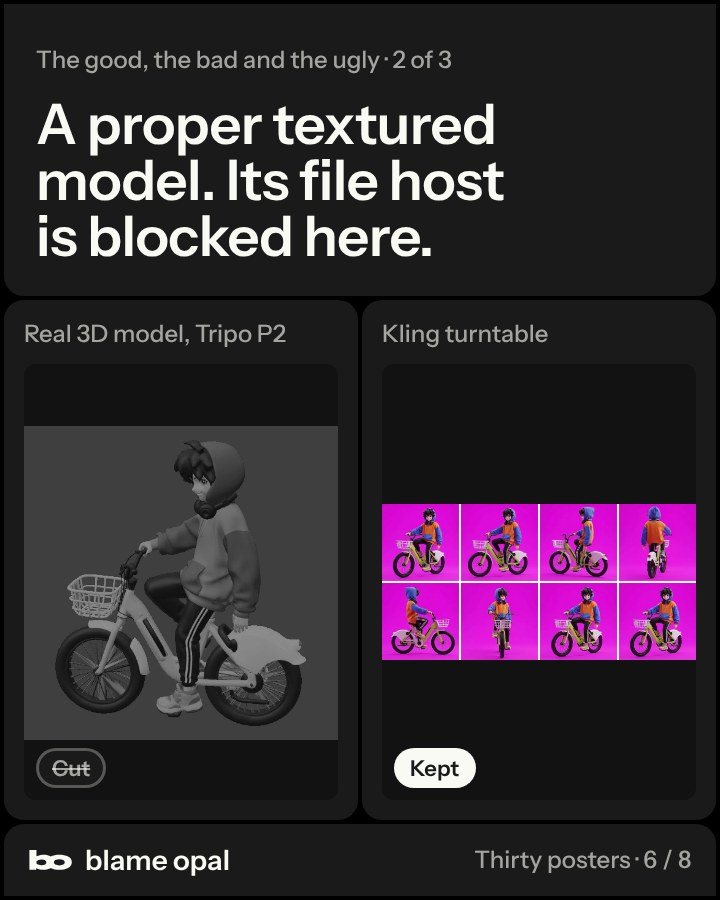 The good, the bad and the ugly · 2 of 3
A proper textured
model. Its file host
is blocked here.
Real 3D model, Tripo P2
Kling turntable
Cut
Kept
bo blame opal
Thirty posters · 6 / 8